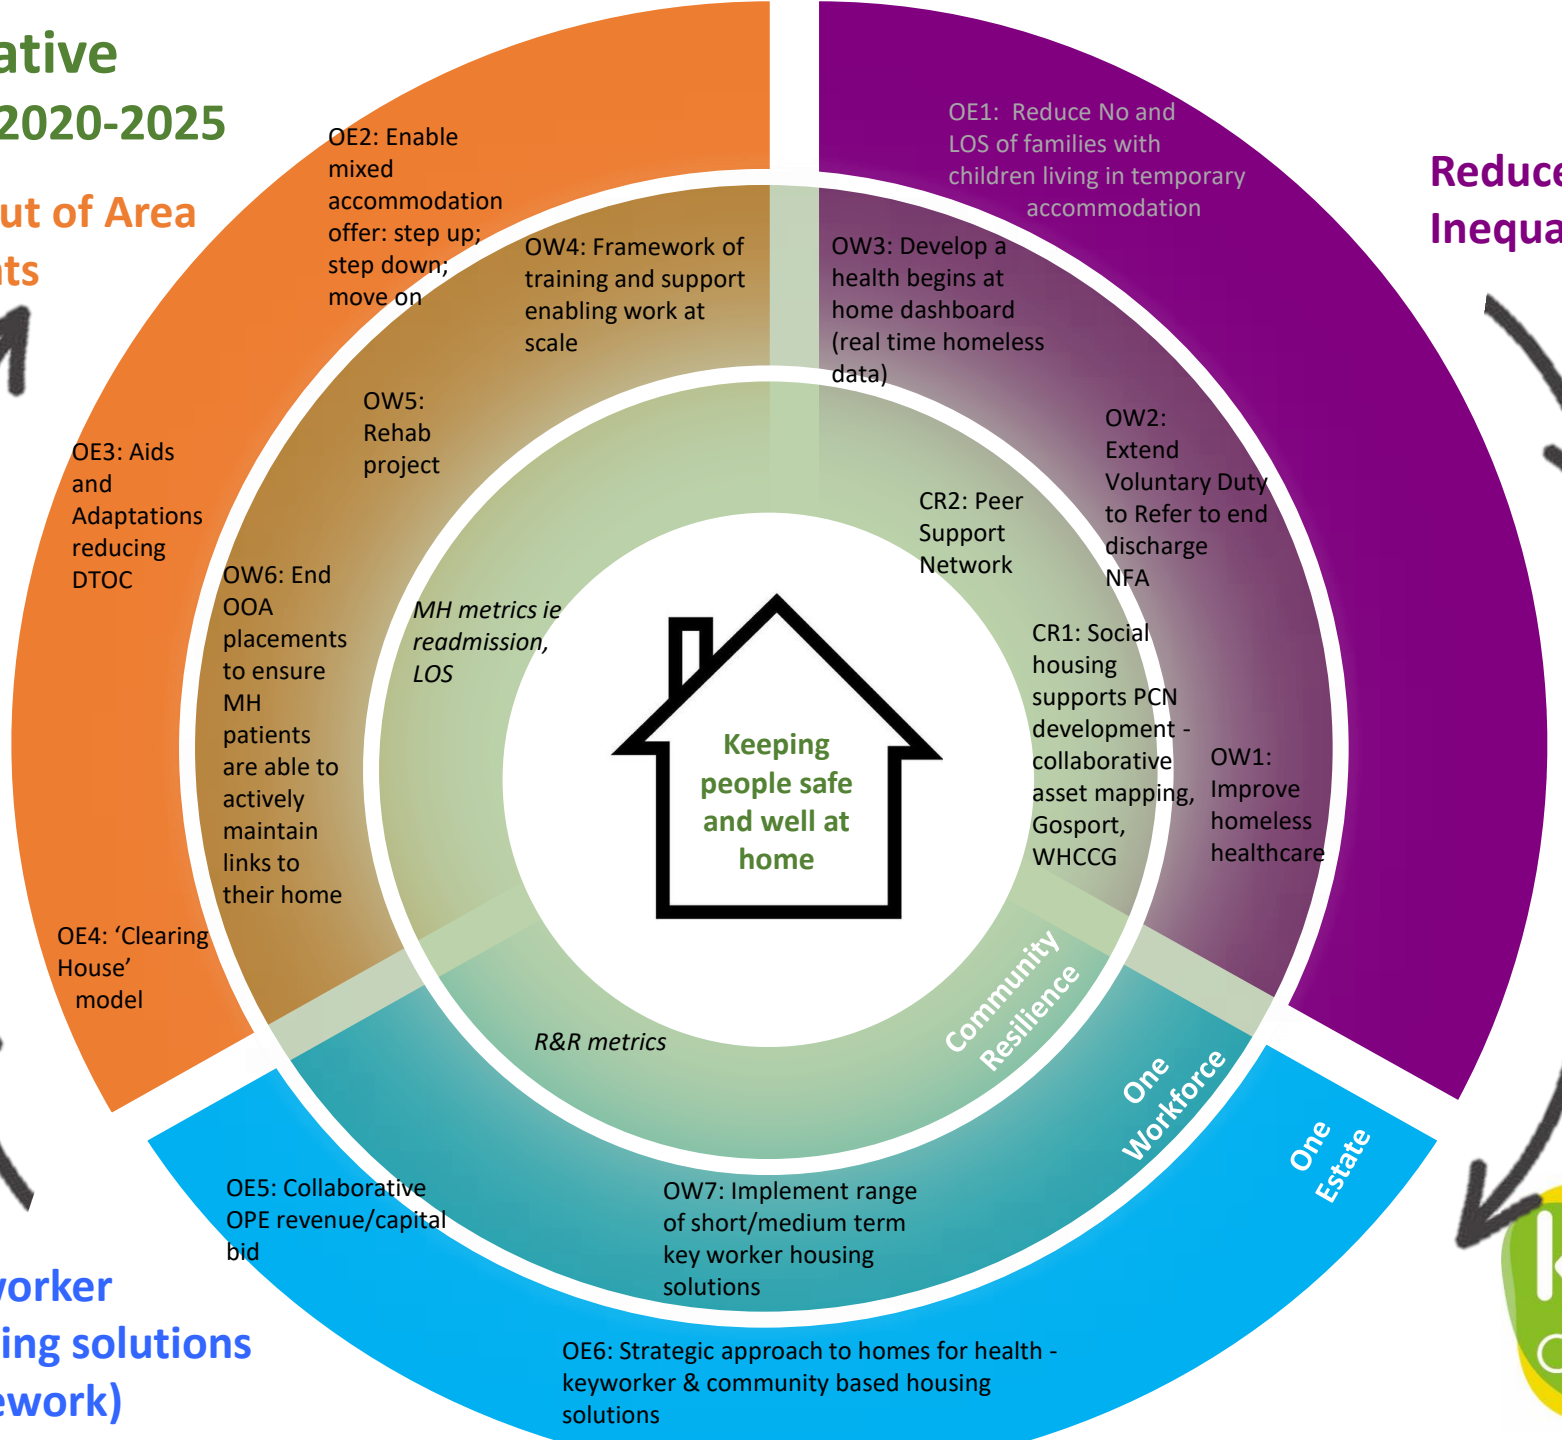 ative
2020-2025
ut of Area
ts
Reduce
Inequa
OE2: Enable
mixed
accommodation
offer: step up;
step down;
move on
OE1:  Reduce No and
LOS of families with
children living in temporary
accommodation
OW4: Framework of
training and support
enabling work at
scale
OW3: Develop a
health begins at
home dashboard
(real time homeless
data)
OW5:
Rehab
project
OW2:
Extend
Voluntary Duty
to Refer to end
discharge
NFA
OE3: Aids
and
Adaptations
reducing
DTOC
CR2: Peer
Support
Network
OW6: End
OOA
placements
to ensure
MH
patients
are able to
actively
maintain
links to
their home
MH metrics ie
readmission,
LOS
CR1: Social
housing
supports PCN
development -
collaborative
asset mapping,
Gosport,
WHCCG
OW1:
Improve
homeless
healthcare
Keeping
people safe
and well at
home
OE4: ‘Clearing
House’
model
R&R metrics
Community
Resilience
One
Workforce
One
Estate
OE5: Collaborative
OPE revenue/capital
bid
OW7: Implement range
of short/medium term
key worker housing
solutions
OE6: Strategic approach to homes for health -
keyworker & community based housing
solutions
worker
ing solutions
ework)